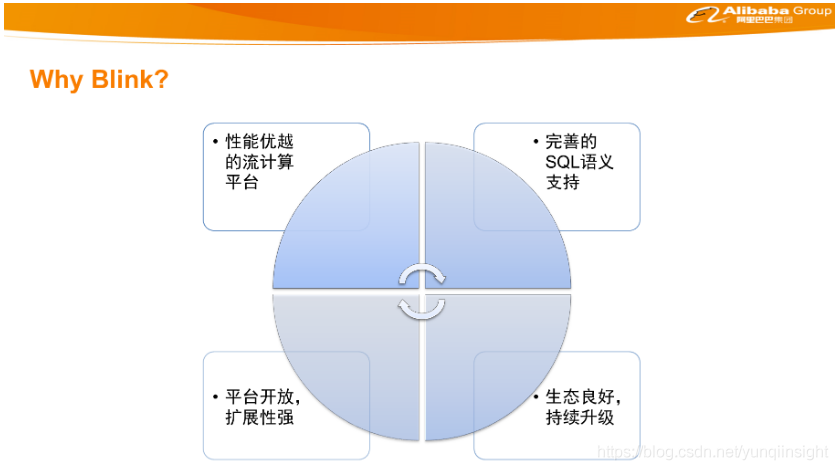 Alibaba Group
阿里巴巴集团
Why Blink?
• 性能优越
的流计算
平台
• 完善的
SQL语义
支持
• 平台开放，
扩展性强
• 生态良好，
持续升级
https://blog.csdn.net/yunqiinsight